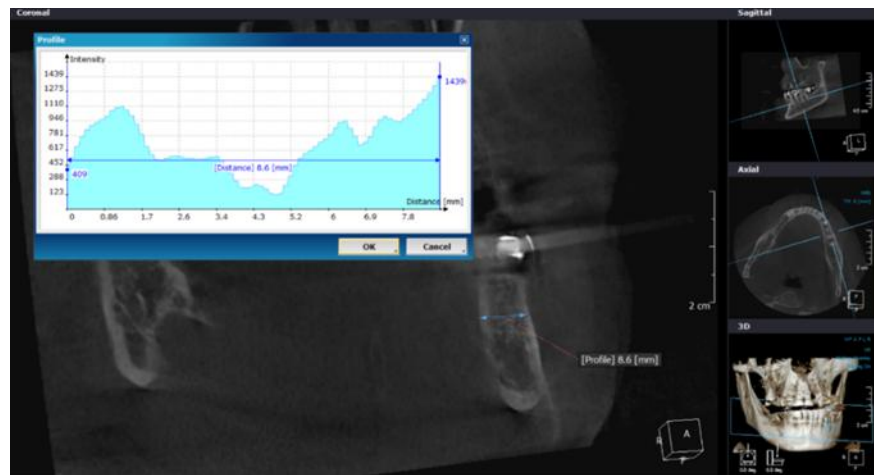 Coronal
Sagittal
Profile
Intensity
1439
1275
1110
946
781
617
452
288
123
409
1439
[Distance] 8.6 [mm]
Distance [mm]
0 0.86 1.7 2.6 3.4 4.3 5.2 6 6.9 7.8
OK Cancel
Axial
2 cm
3D
[Profile] 8.6 [mm]
A
R